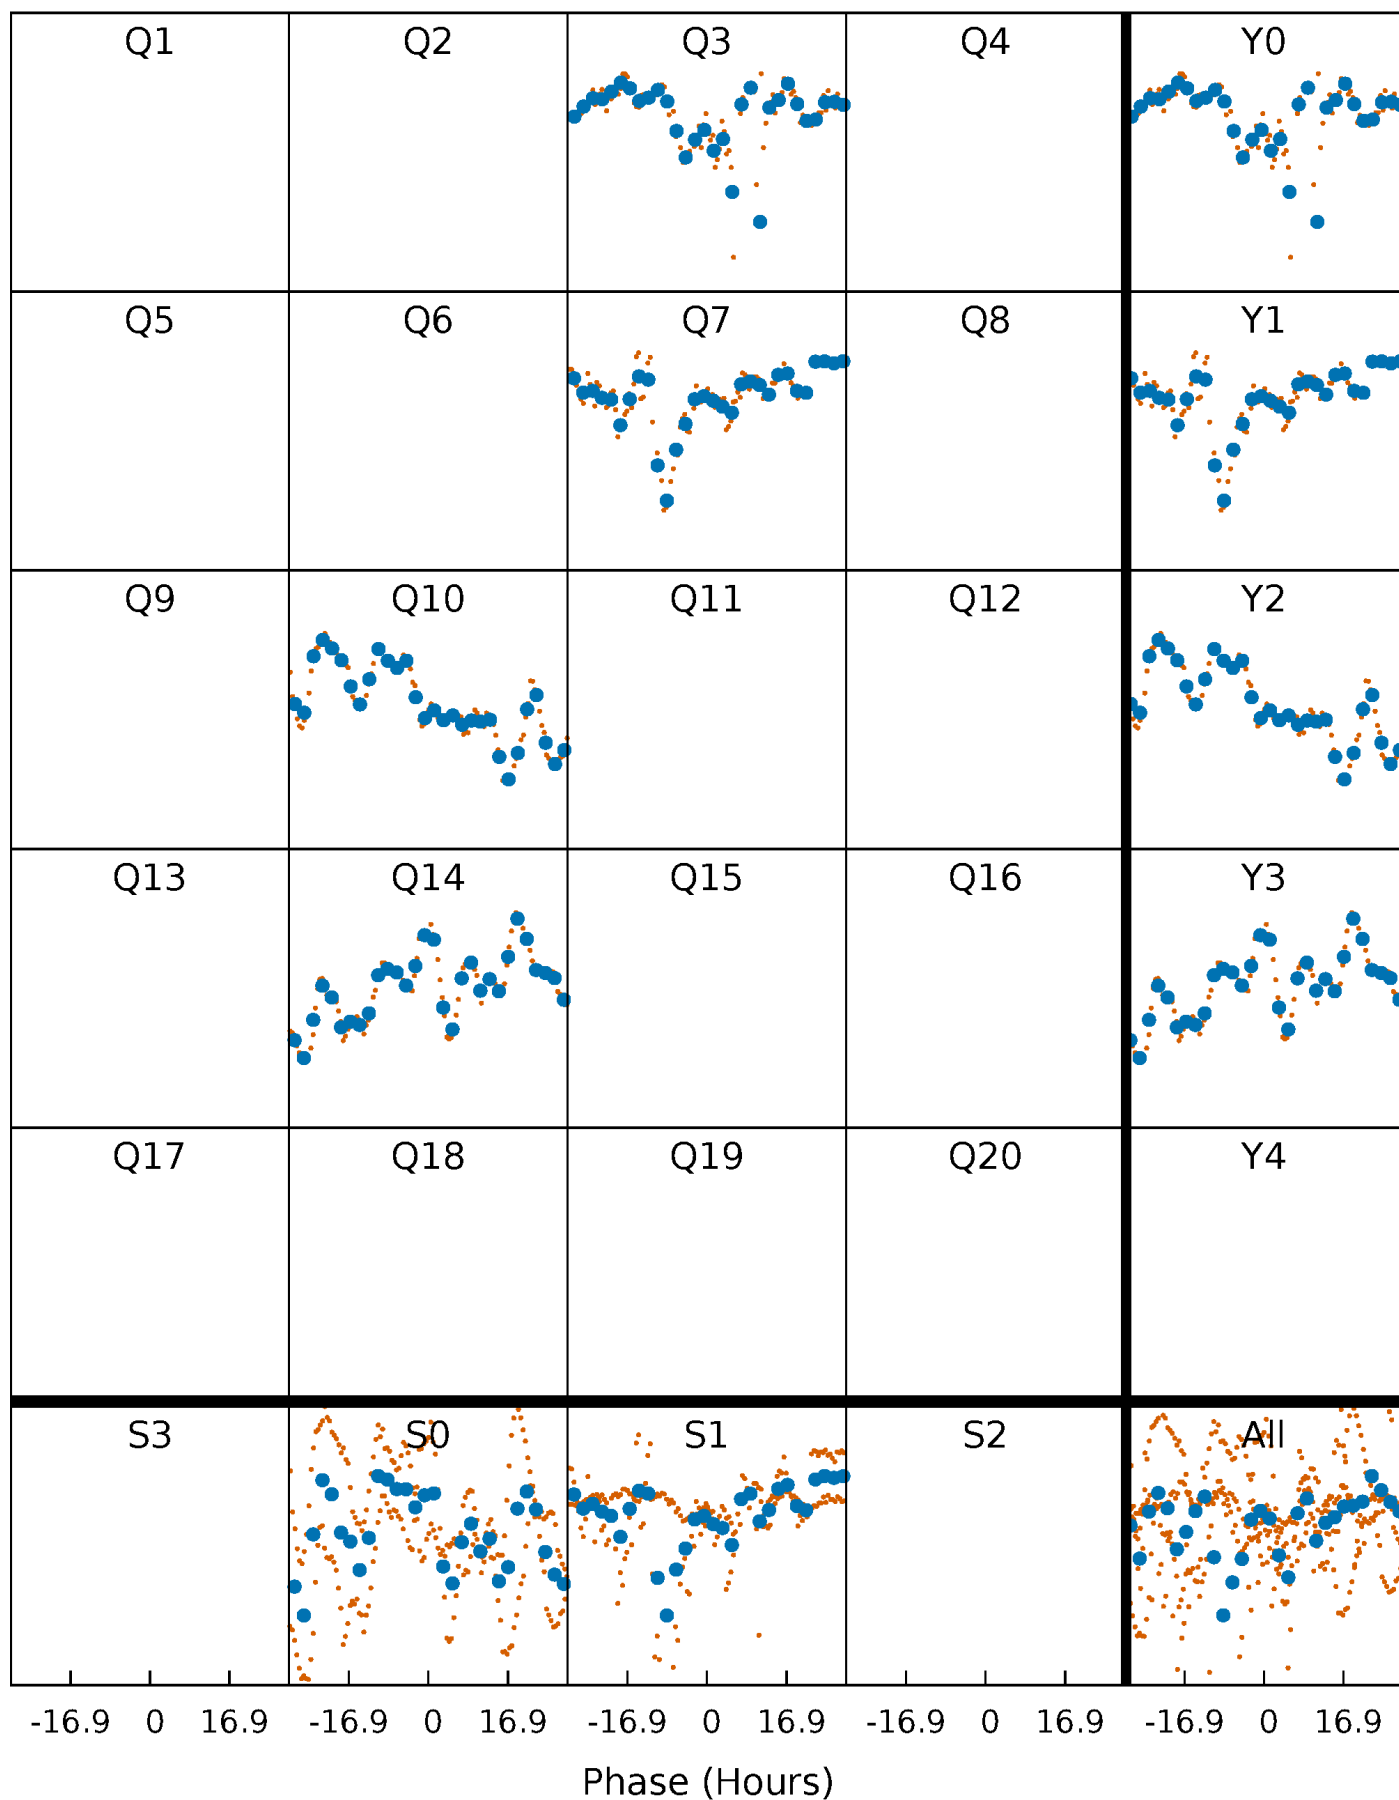 Q1 Q2 Q3 Q4 Y0
Q5 Q6 Q7 Q8 Y1
Q9 Q10 Q11 Q12 Y2
Q13 Q14 Q15 Q16 Y3
Q17 Q18 Q19 Q20 Y4
S3 S0 S1 S2 All
-16.9 0 16.9 -16.9 0 16.9 -16.9 0 16.9 -16.9 0 16.9 -16.9 0 16.9
Phase (Hours)